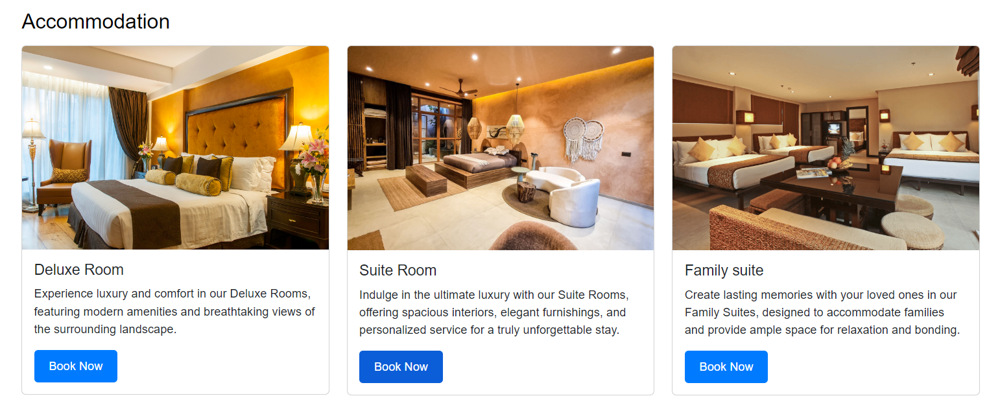 Accommodation
Deluxe Room
Experience luxury and comfort in our Deluxe Rooms,
featuring modern amenities and breathtaking views of
the surrounding landscape.
Book Now
Suite Room
Indulge in the ultimate luxury with our Suite Rooms,
offering spacious interiors, elegant furnishings, and
personalized service for a truly unforgettable stay.
Book Now
Family suite
Create lasting memories with your loved ones in our
Family Suites, designed to accommodate families
and provide ample space for relaxation and bonding.
Book Now